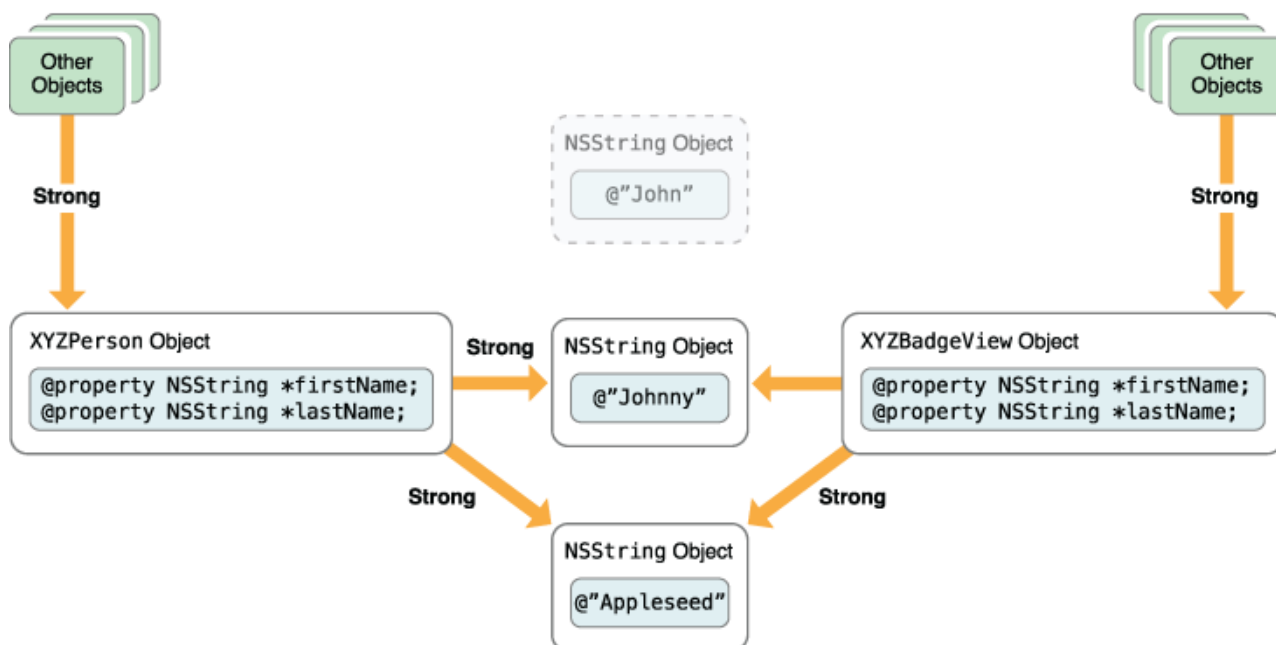 Other
Objects
Other
Objects
NSString Object
@”John”
Strong
Strong
XYZPerson Object
@property NSString *firstName;
@property NSString *lastName;
Strong
NSString Object
@”Johnny”
XYZBadgeView Object
@property NSString *firstName;
@property NSString *lastName;
Strong
Strong
NSString Object
@”Appleseed”